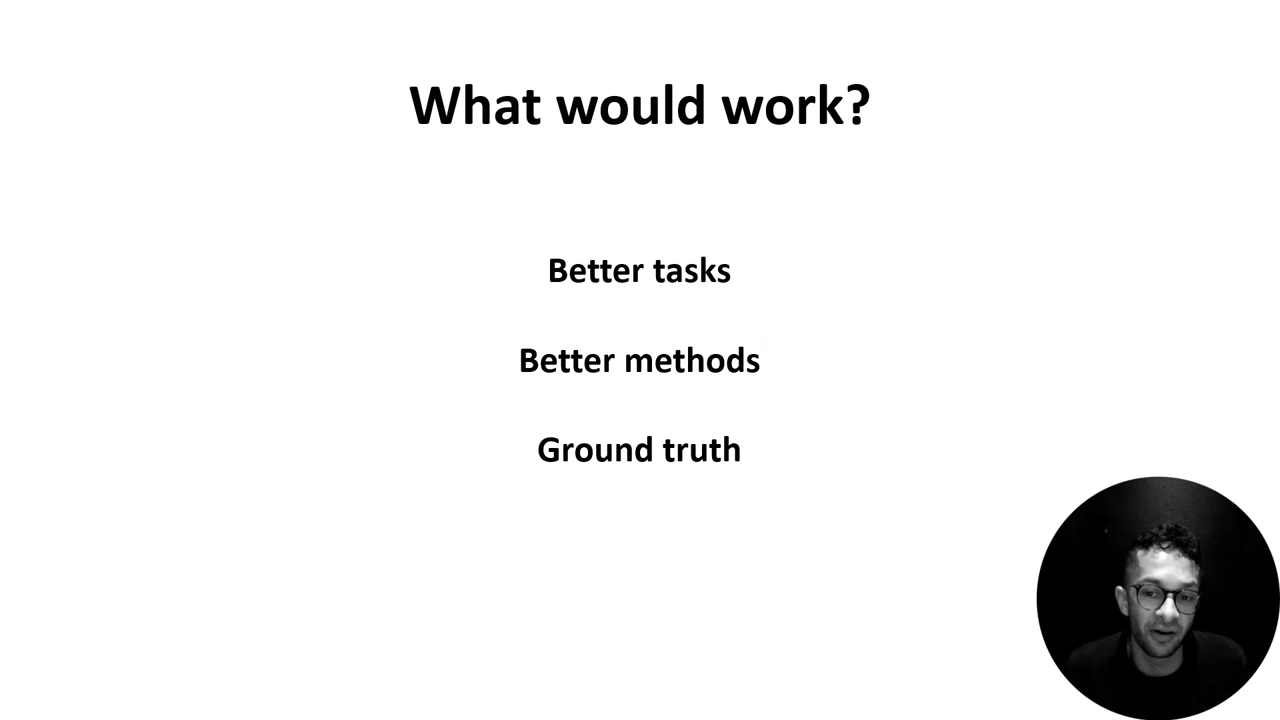 What would work?
Better tasks
Better methods
Ground truth